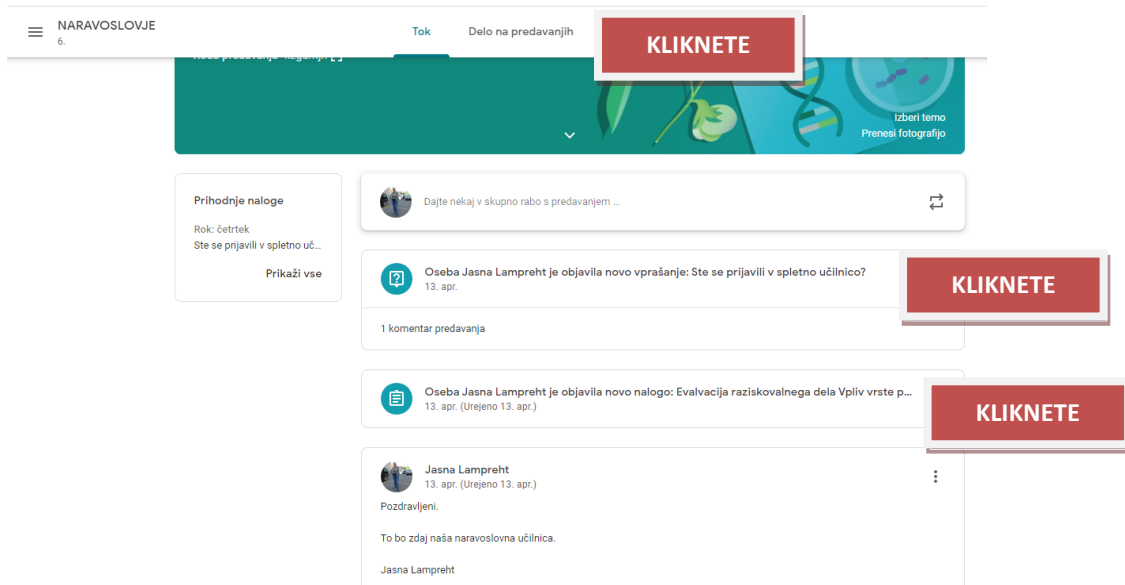 NARAVOSLOVJE
6.
Tok
Delo na predavanjih
KLIKNETE
Izberi temo
Prenesi fotografijo
Prihodnje naloge
Rok: četrtek
Ste se prijavili v spletno uč...
Prikaži vse
Dajte nekaj v skupno rabo s predavanjem ...
Oseba Jasna Lampreht je objavila novo vprašanje: Ste se prijavili v spletno učilnico?
13. apr.
KLIKNETE
1 komentar predavanja
Oseba Jasna Lampreht je objavila novo nalogo: Evalvacija raziskovalnega dela Vpliv vrste p...
13. apr. (Urejeno 13. apr.)
KLIKNETE
Jasna Lampreht
13. apr. (Urejeno 13. apr.)
Pozdravljeni.
To bo zdaj naša naravoslovna učilnica.
Jasna Lampreht